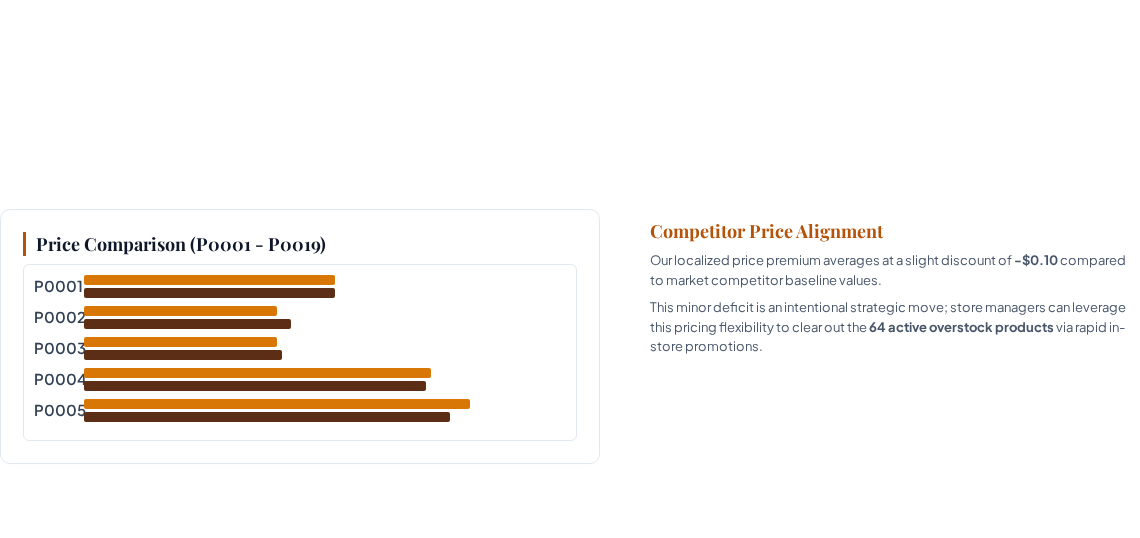 Price Comparison (P0001 - P0019)
P0001
P0002
P0003
P0004
P0005
Competitor Price Alignment
Our localized price premium averages at a slight discount of -$0.10 compared
to market competitor baseline values.
This minor deficit is an intentional strategic move; store managers can leverage
this pricing flexibility to clear out the 64 active overstock products via rapid in-
store promotions.